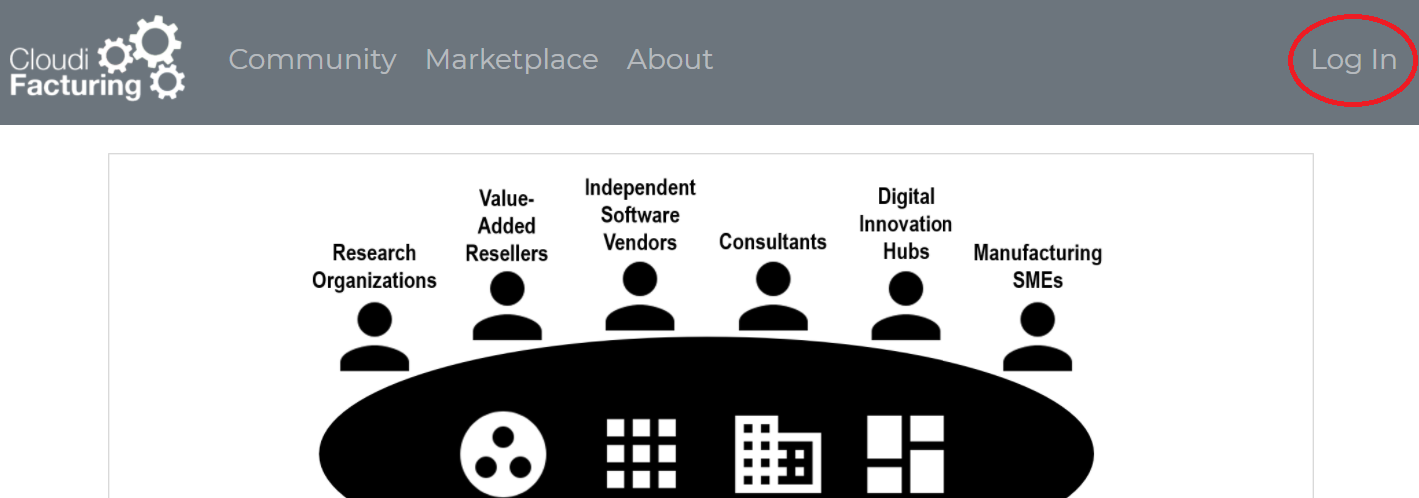 Cloudi
Facturing
Community Marketplace About Log In
Research
Organizations
Value-
Added
Resellers
Independent
Software
Vendors
Consultants
Digital
Innovation
Hubs
Manufacturing
SMEs